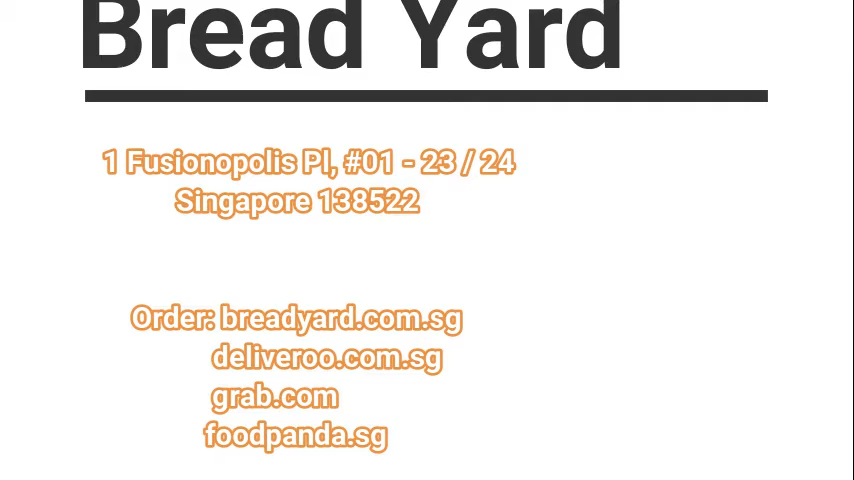 Bread Yard
1 Fusionopolis Pl, #01 - 23 / 24
Singapore 138522
Order: breadyard.com.sg
deliveroo.com.sg
grab.com
foodpanda.sg